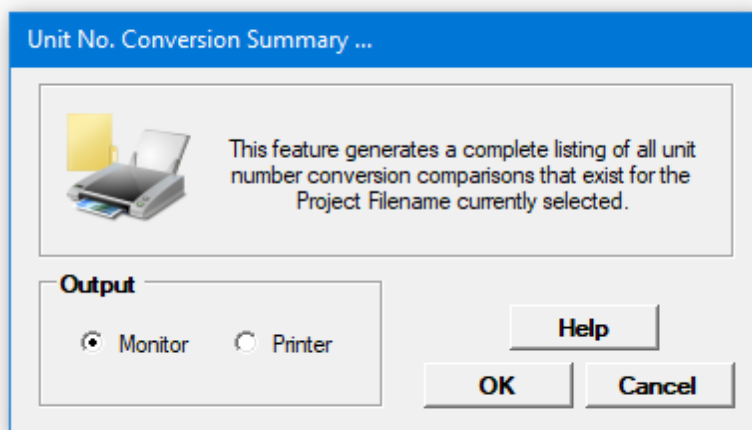 Unit No. Conversion Summary ...
This feature generates a complete listing of all unit
number conversion comparisons that exist for the
Project Filename currently selected.
Output
Monitor Printer
Help
OK Cancel